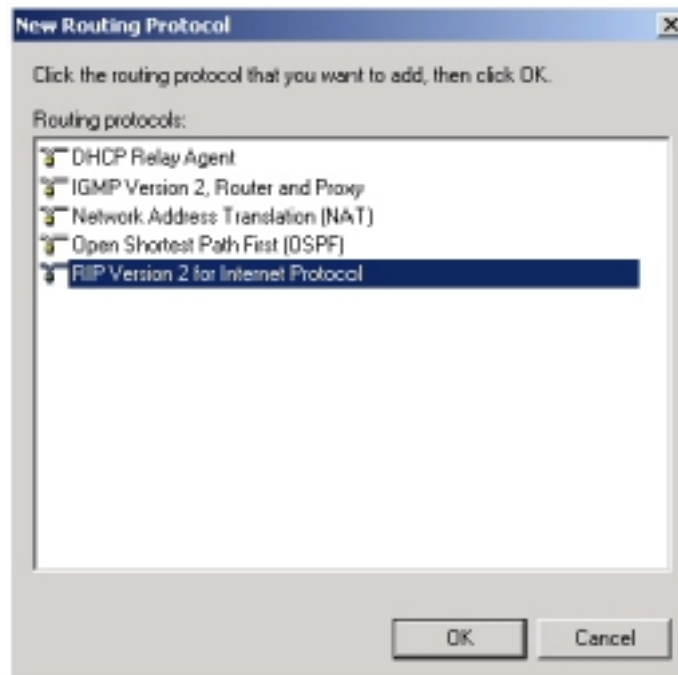 New Routing Protocol
Click the routing protocol that you want to add, then click OK.
Routing protocols:
DHCP Relay Agent
IGMP Version 2, Router and Proxy
Network Address Translation (NAT)
Open Shortest Path First (OSPF)
RIP Version 2 for Internet Protocol
OK Cancel